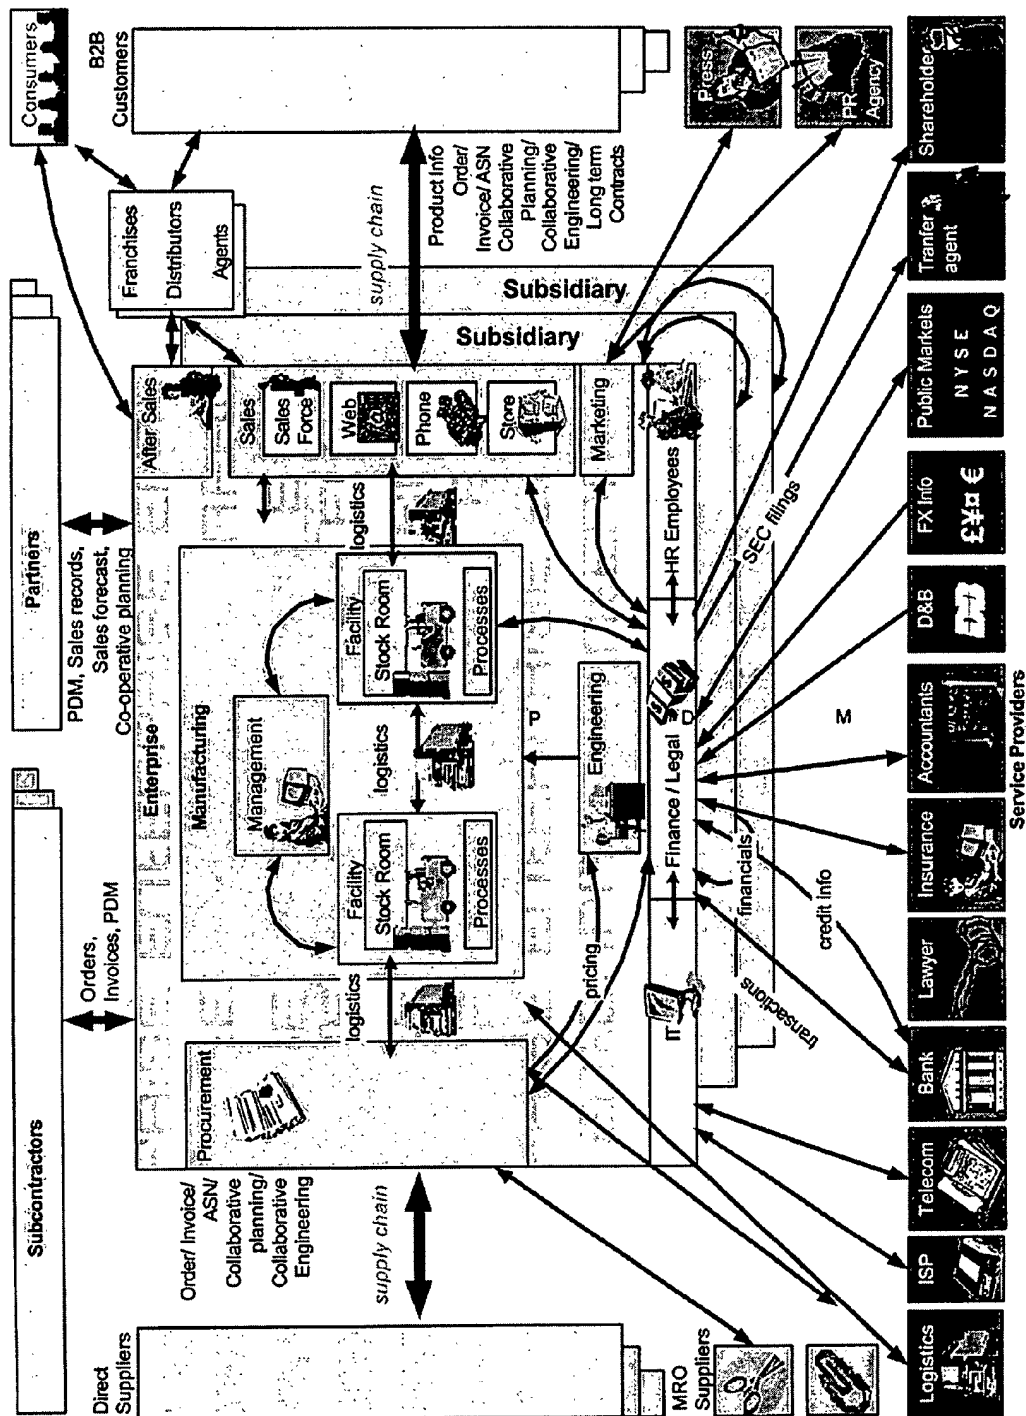 Subcontractors
Partners
Consumers
Direct
Suppliers
Orders,
Invoices, PDM
PDM, Sales records,
Sales forecast,
Co-operative planning
Franchises
Distributors
Agents
B2B
Customers
Order/ Invoice/
ASN/
Collaborative
planning/
Collaborative
Engineering
supply chain
Enterprise
Procurement
logistics
Manufacturing
Management
Facility
Stock Room
Processes
logistics
Facility
Stock Room
Processes
logistics
After Sales
Sales
Sales
Force
Web
@
Phone
Store
Marketing
supply chain
Product Info
Order/
Invoice/ ASN
Collaborative
Planning/
Collaborative
Engineering/
Long term
Contracts
Subsidiary
Subsidiary
P
D
M
Engineering
pricing
IT
Finance / Legal
$
$
HR Employees
MRO
Suppliers
transactions
financials
credit info
SEC filings
Press
PR
Agency
Logistics
ISP
Telecom
Bank
Lawyer
Insurance
Accountants
D&B
FX Info
£¥¤€
Public Markets
NYSE
NASDAQ
Tranfer
agent
Shareholder
Service Providers